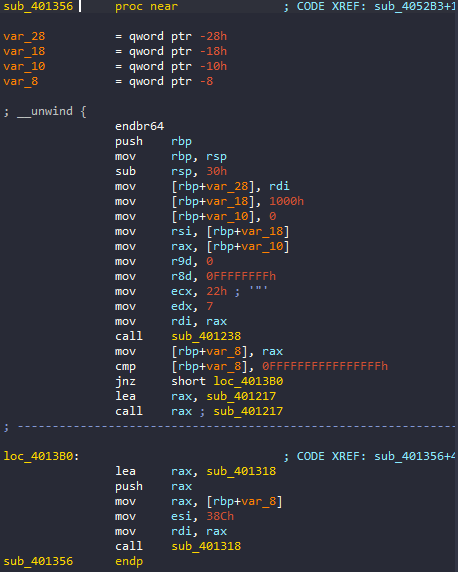 sub_401356 proc near ; CODE XREF: sub_4052B3+1
var_28 = qword ptr -28h
var_18 = qword ptr -18h
var_10 = qword ptr -10h
var_8 = qword ptr -8
; __unwind {
endbr64
push rbp
mov rbp, rsp
sub rsp, 30h
mov [rbp+var_28], rdi
mov [rbp+var_18], 1000h
mov [rbp+var_10], 0
mov rsi, [rbp+var_18]
mov rax, [rbp+var_10]
mov r9d, 0
mov r8d, 0FFFFFFFFh
mov ecx, 22h ; '"'
mov edx, 7
mov rdi, rax
call sub_401238
mov [rbp+var_8], rax
cmp [rbp+var_8], 0FFFFFFFFFFFFFFFFh
jnz short loc_4013B0
lea rax, sub_401217
call rax ; sub_401217
; ---------------------------------------------------------------
loc_4013B0: ; CODE XREF: sub_401356+4
lea rax, sub_401318
push rax
mov rax, [rbp+var_8]
mov esi, 38Ch
mov rdi, rax
call sub_401318
sub_401356 endp